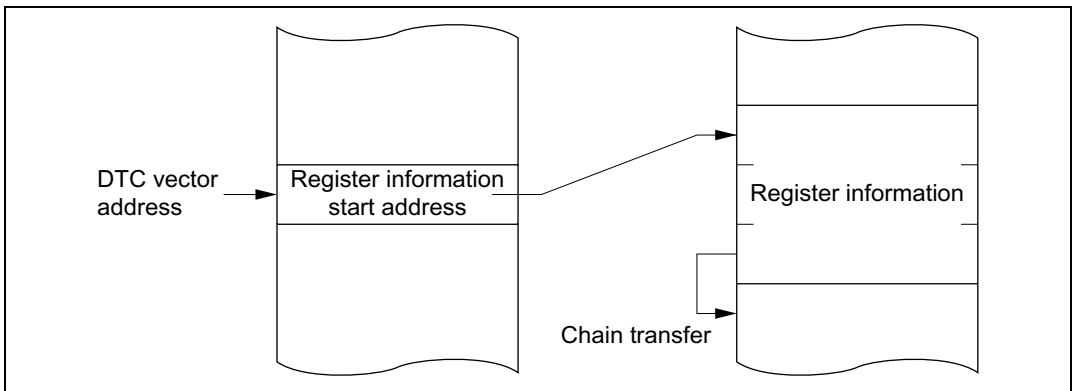 DTC vector
address
Register information
start address
Register information
Chain transfer